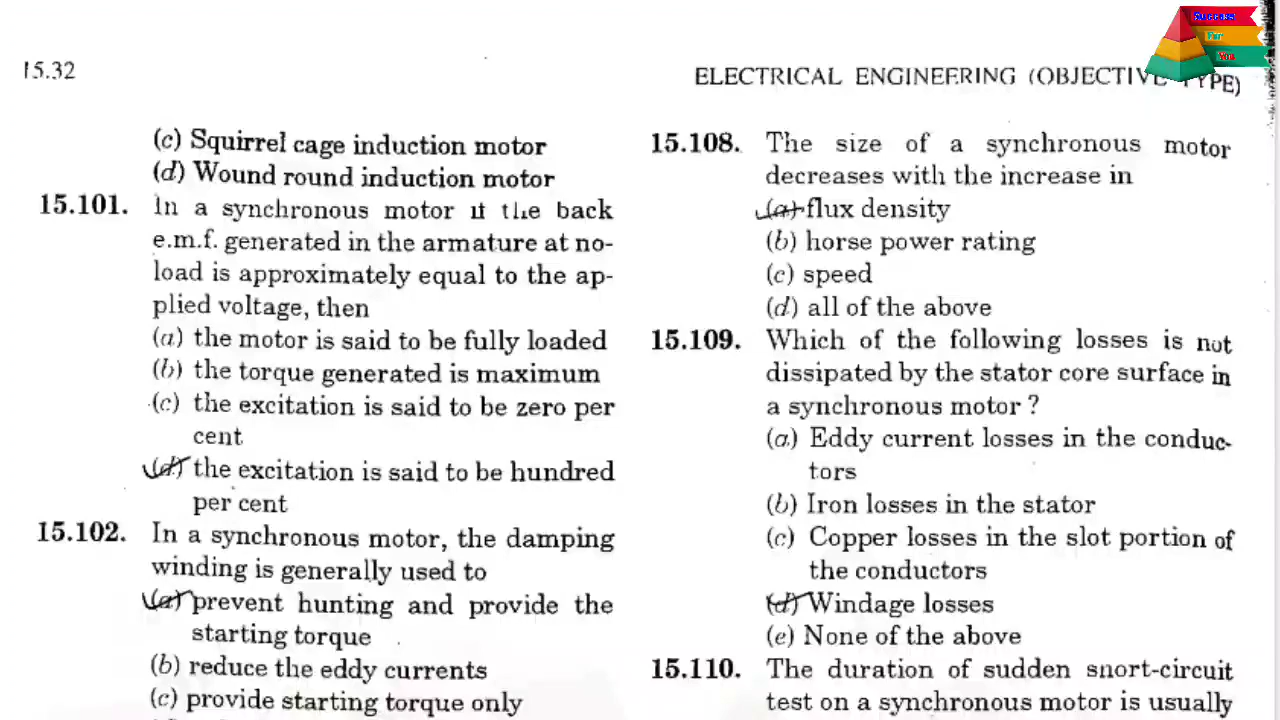 Success
For
You
15.32
ELECTRICAL ENGINEERING (OBJECTIVE TYPE)
(c) Squirrel cage induction motor
(d) Wound round induction motor
15.101. In a synchronous motor if the back
e.m.f. generated in the armature at no-
load is approximately equal to the ap-
plied voltage, then
(a) the motor is said to be fully loaded
(b) the torque generated is maximum
(c) the excitation is said to be zero per
cent
(d) the excitation is said to be hundred
per cent
15.102. In a synchronous motor, the damping
winding is generally used to
(a) prevent hunting and provide the
starting torque
(b) reduce the eddy currents
(c) provide starting torque only
15.108. The size of a synchronous motor
decreases with the increase in
(a) flux density
(b) horse power rating
(c) speed
(d) all of the above
15.109. Which of the following losses is not
dissipated by the stator core surface in
a synchronous motor ?
(a) Eddy current losses in the conduc-
tors
(b) Iron losses in the stator
(c) Copper losses in the slot portion of
the conductors
(d) Windage losses
(e) None of the above
15.110. The duration of sudden snort-circuit
test on a synchronous motor is usually